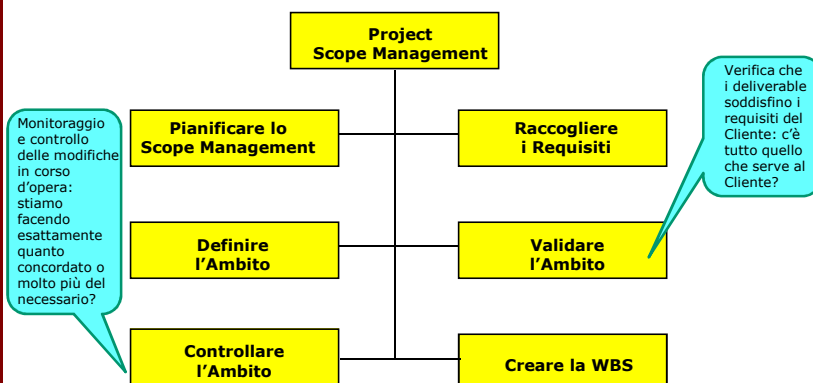 Project
Scope Management
Monitoraggio
e controllo
delle modifiche
in corso
d'opera:
stiamo
facendo
esattamente
quanto
concordato o
molto più del
necessario?
Pianificare lo
Scope Management
Raccogliere
i Requisiti
Verifica che
i deliverable
soddisfino i
requisiti del
Cliente: c'è
tutto quello
che serve al
Cliente?
Definire
l'Ambito
Validare
l'Ambito
Controllare
l'Ambito
Creare la WBS